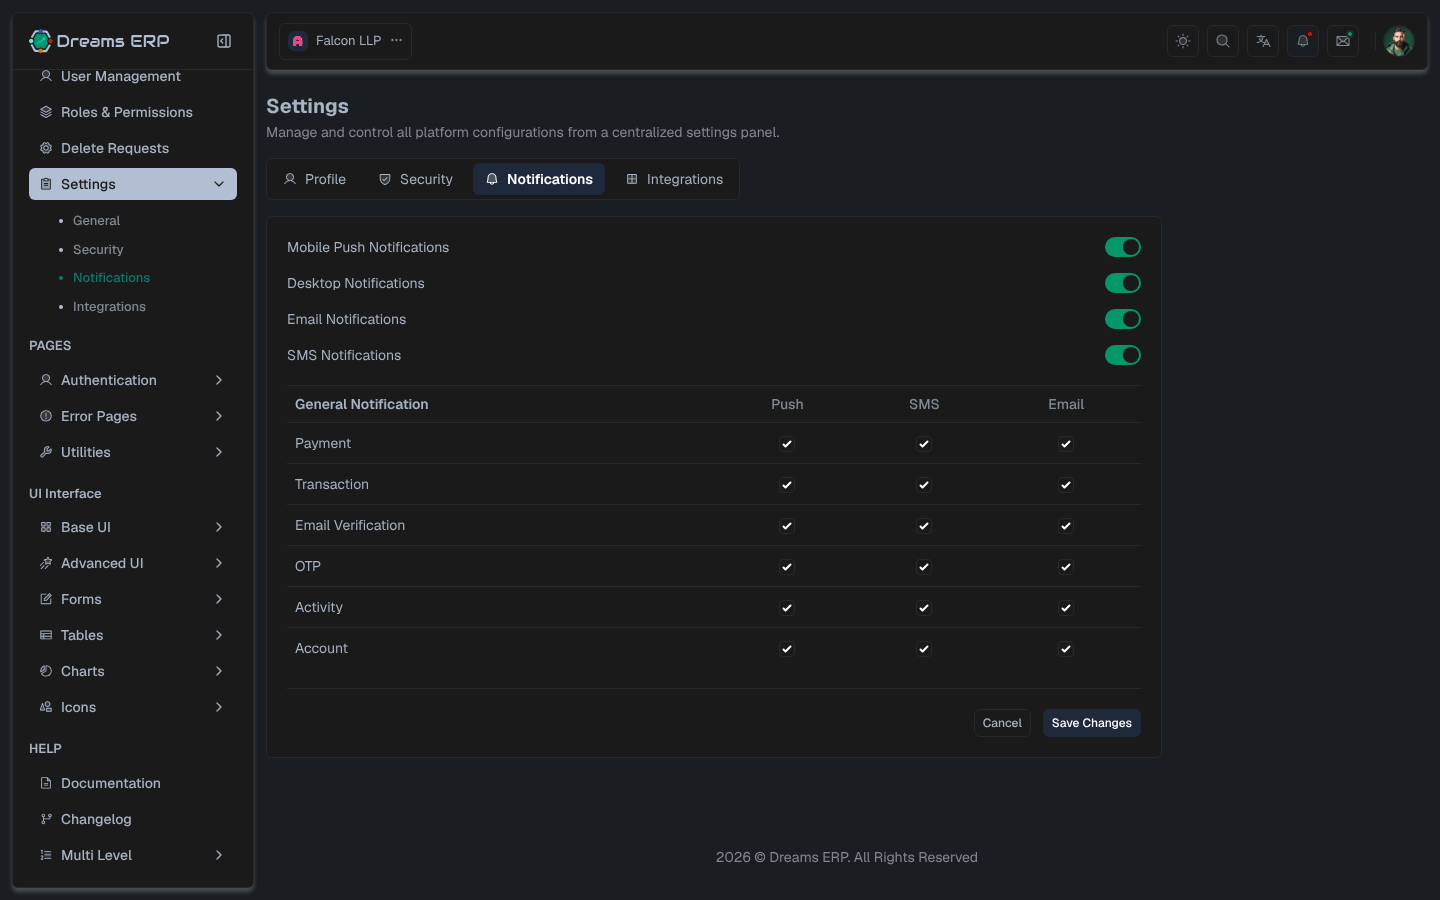 Dreams ERP
User Management
Roles & Permissions
Delete Requests
Settings
General
Security
Notifications
Integrations
PAGES
Authentication
Error Pages
Utilities
UI Interface
Base UI
Advanced UI
Forms
Tables
Charts
Icons
HELP
Documentation
Changelog
Multi Level
Falcon LLP
Settings
Manage and control all platform configurations from a centralized settings panel.
Profile Security Notifications Integrations
Mobile Push Notifications
Desktop Notifications
Email Notifications
SMS Notifications
General Notification Push SMS Email
Payment
Transaction
Email Verification
OTP
Activity
Account
Cancel Save Changes
2026 © Dreams ERP. All Rights Reserved